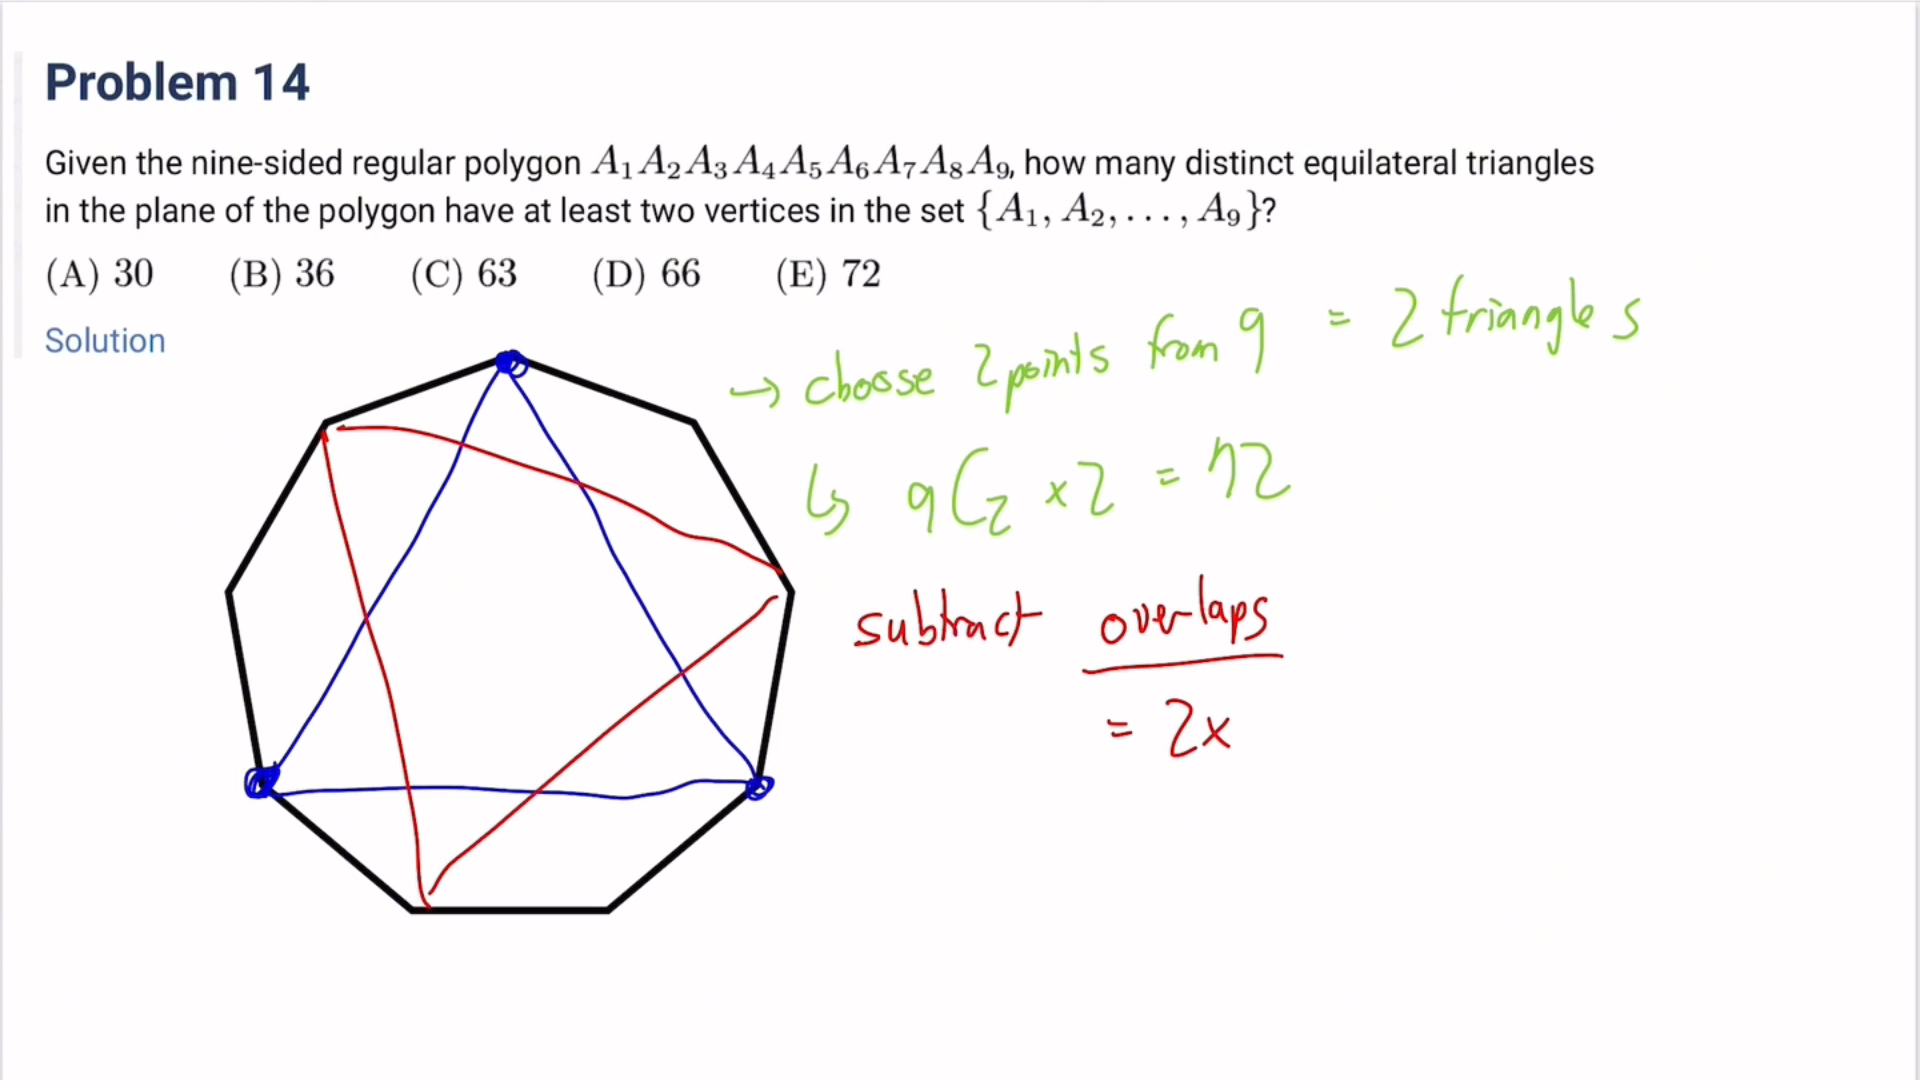 Problem 14
Given the nine-sided regular polygon A₁A₂A₃A₄A₅A₆A₇A₈A₉, how many distinct equilateral triangles
in the plane of the polygon have at least two vertices in the set {A₁, A₂, . . . , A₉}?
(A) 30 (B) 36 (C) 63 (D) 66 (E) 72
Solution
→ choose 2 points from 9 = 2 triangles
↳ 9C₂ × 2 = 72
subtract overlaps
= 2x